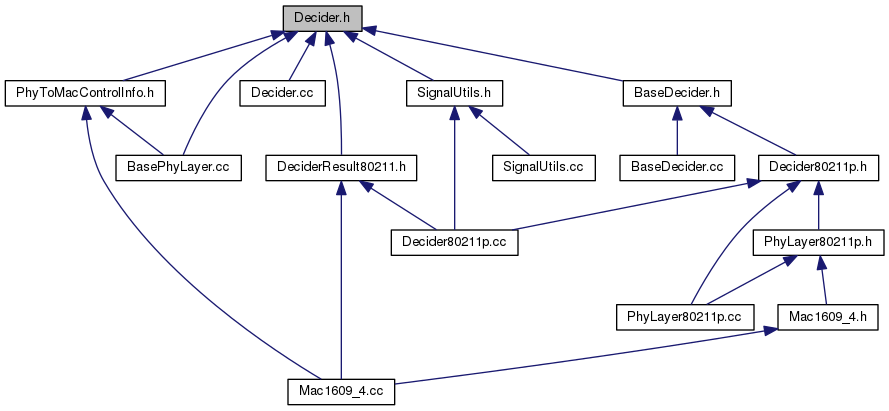 Decider.h
PhyToMacControlInfo.h
Decider.cc
SignalUtils.h
BaseDecider.h
BasePhyLayer.cc
DeciderResult80211.h
SignalUtils.cc
BaseDecider.cc
Decider80211p.h
Decider80211p.cc
PhyLayer80211p.h
PhyLayer80211p.cc
Mac1609_4.h
Mac1609_4.cc